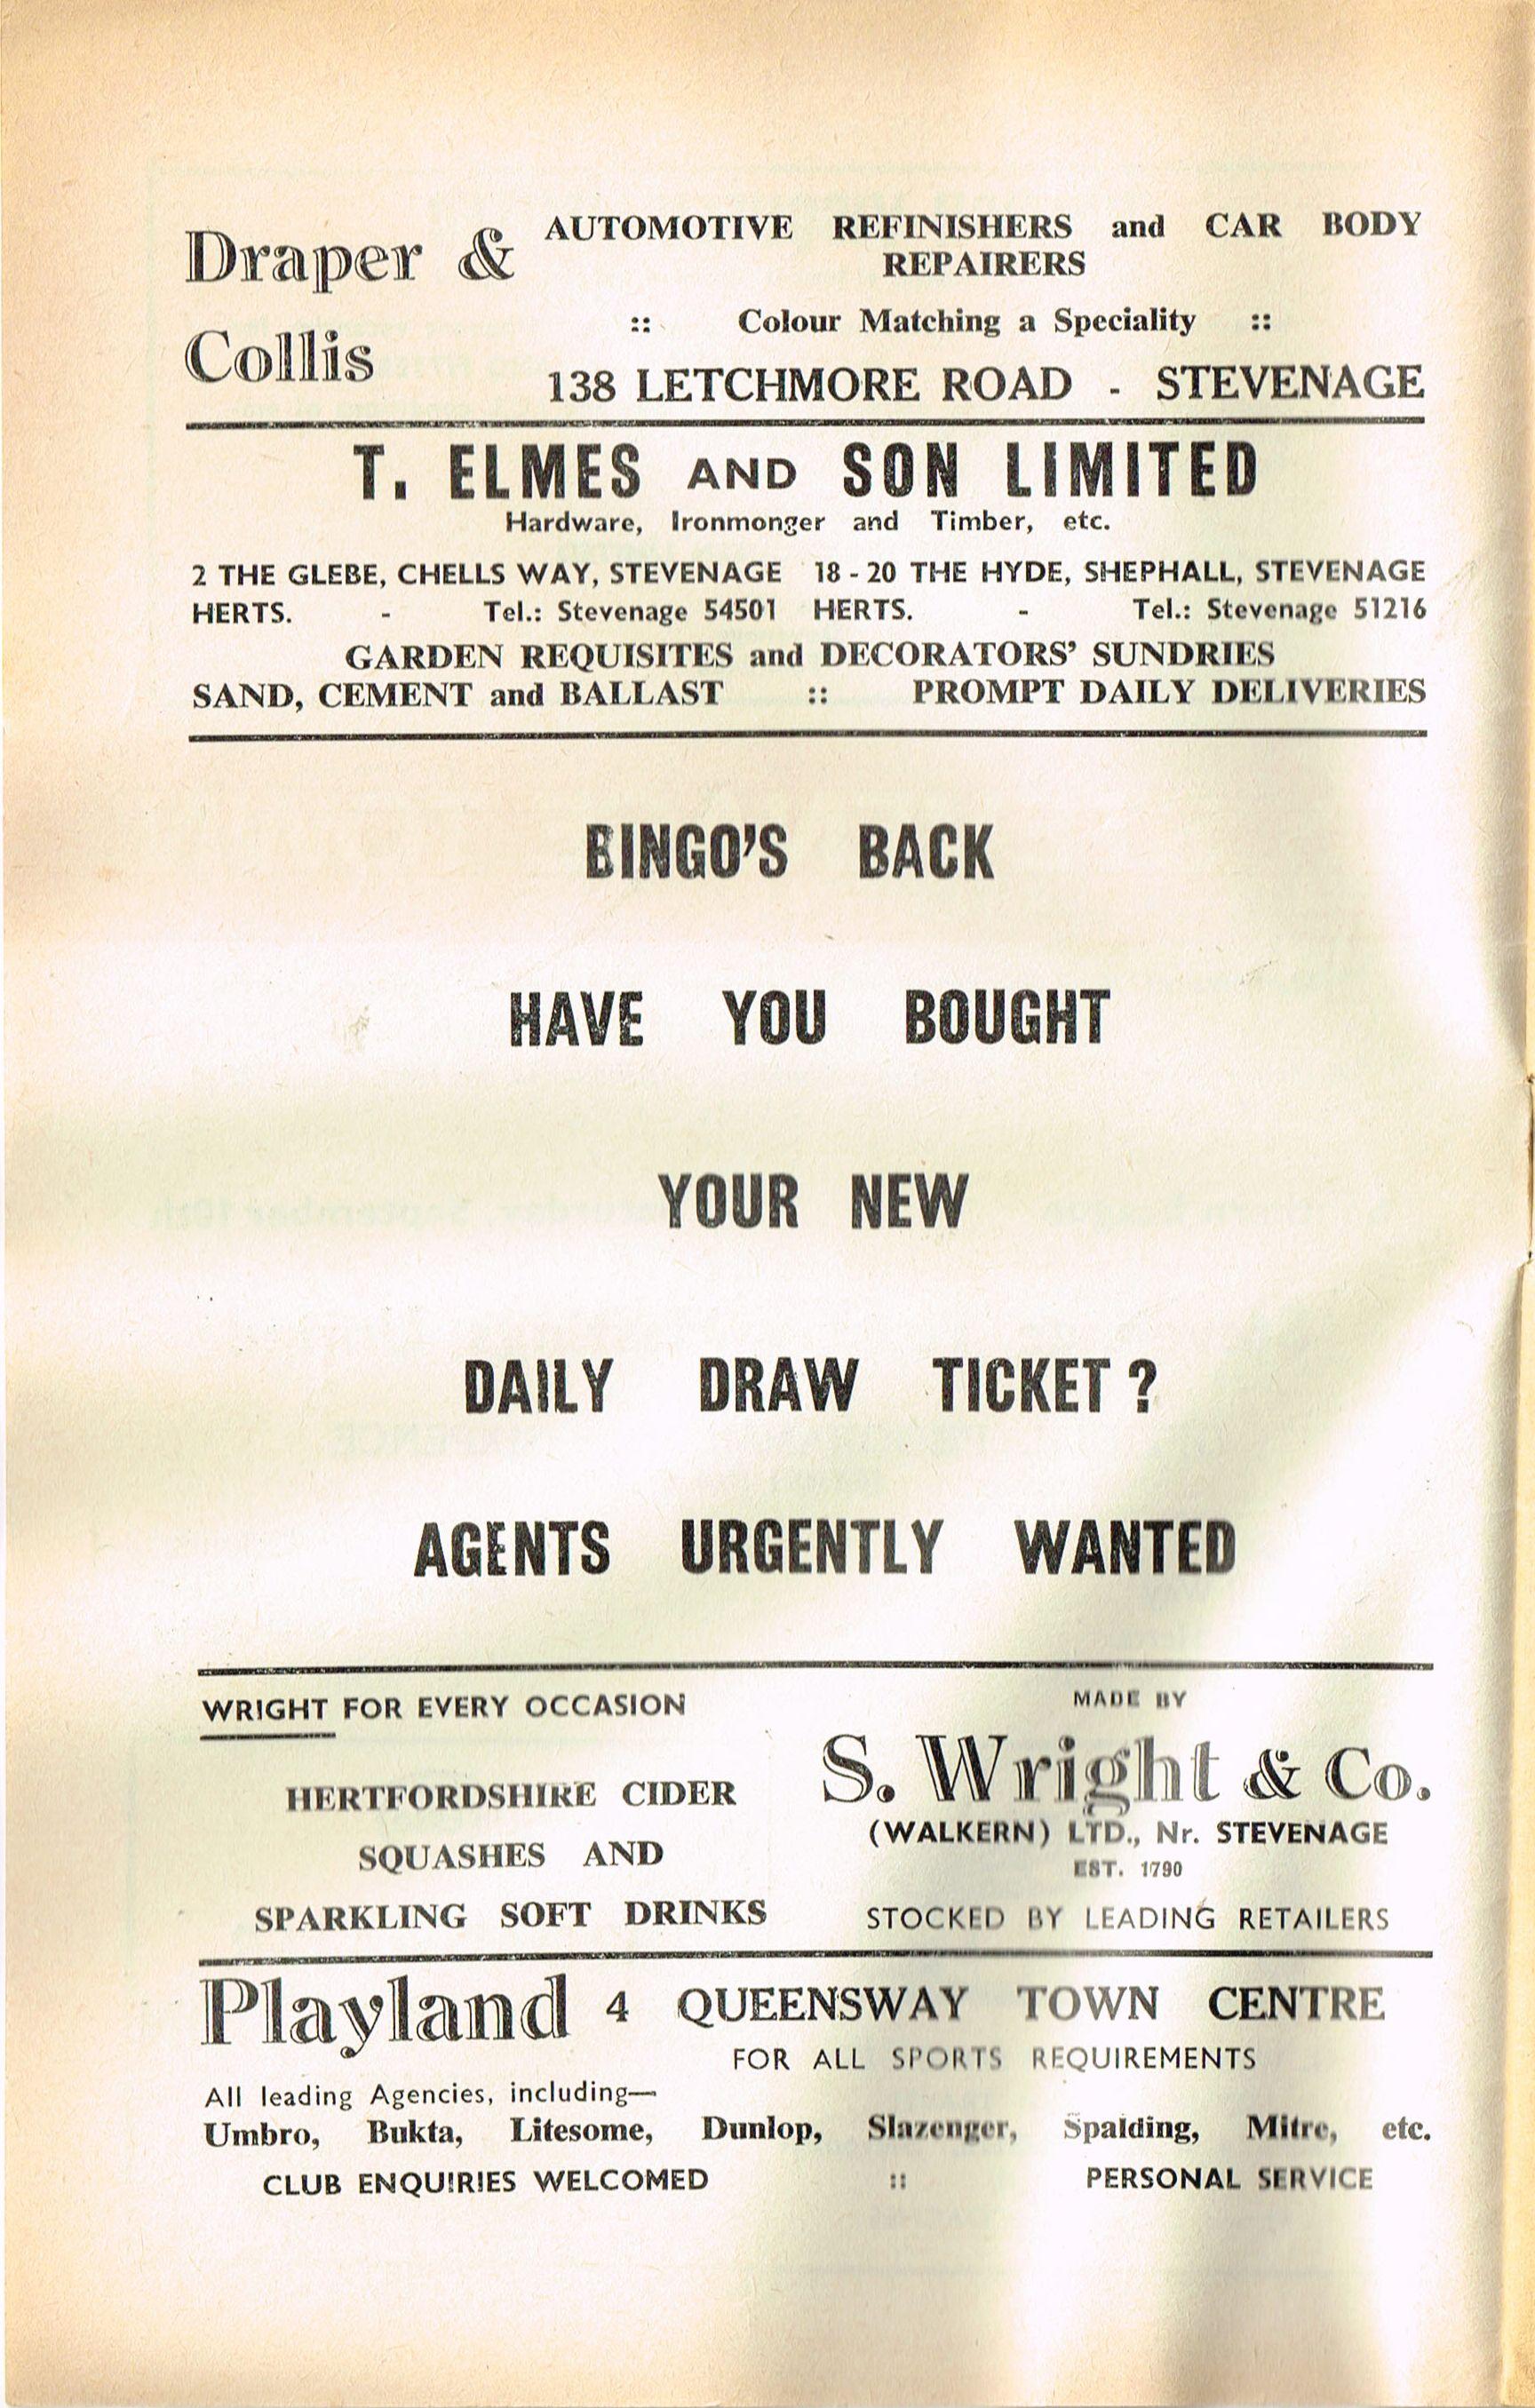 Draper &
Collis
AUTOMOTIVE REFINISHERS and CAR BODY
REPAIRERS
:: Colour Matching a Speciality ::
138 LETCHMORE ROAD - STEVENAGE
T. ELMES AND SON LIMITED
Hardware, Ironmonger and Timber, etc.
2 THE GLEBE, CHELLS WAY, STEVENAGE
HERTS. - Tel.: Stevenage 54501
18 - 20 THE HYDE, SHEPHALL, STEVENAGE
HERTS. - Tel.: Stevenage 51216
GARDEN REQUISITES and DECORATORS' SUNDRIES
SAND, CEMENT and BALLAST :: PROMPT DAILY DELIVERIES
BINGO'S BACK
HAVE YOU BOUGHT
YOUR NEW
DAILY DRAW TICKET ?
AGENTS URGENTLY WANTED
WRIGHT FOR EVERY OCCASION
HERTFORDSHIRE CIDER
SQUASHES AND
SPARKLING SOFT DRINKS
MADE BY
S. Wright & Co.
(WALKERN) LTD., Nr. STEVENAGE
EST. 1790
STOCKED BY LEADING RETAILERS
Playland 4 QUEENSWAY TOWN CENTRE
FOR ALL SPORTS REQUIREMENTS
All leading Agencies, including—
Umbro, Bukta, Litesome, Dunlop, Slazenger, Spalding, Mitre, etc.
CLUB ENQUIRIES WELCOMED :: PERSONAL SERVICE